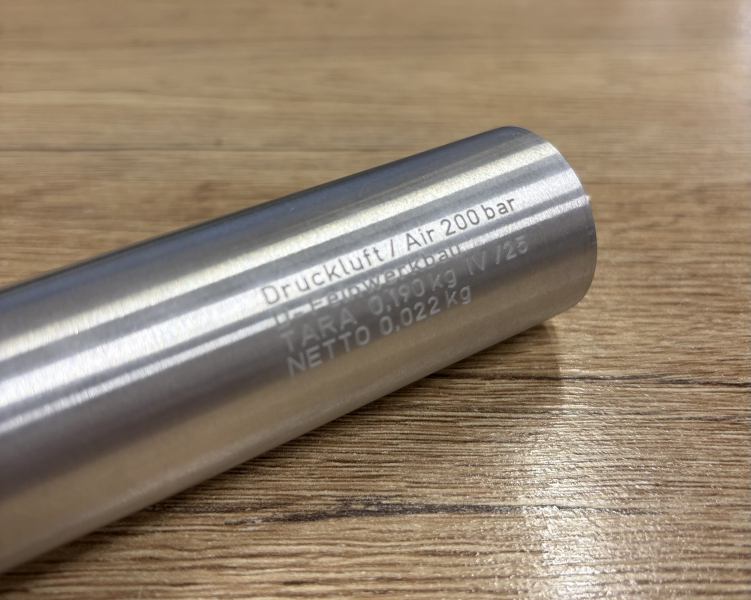 Druckluft / Air 200 bar
D-Feinwerkbau
TARA 0,190 kg IV /25
NETTO 0,022 kg